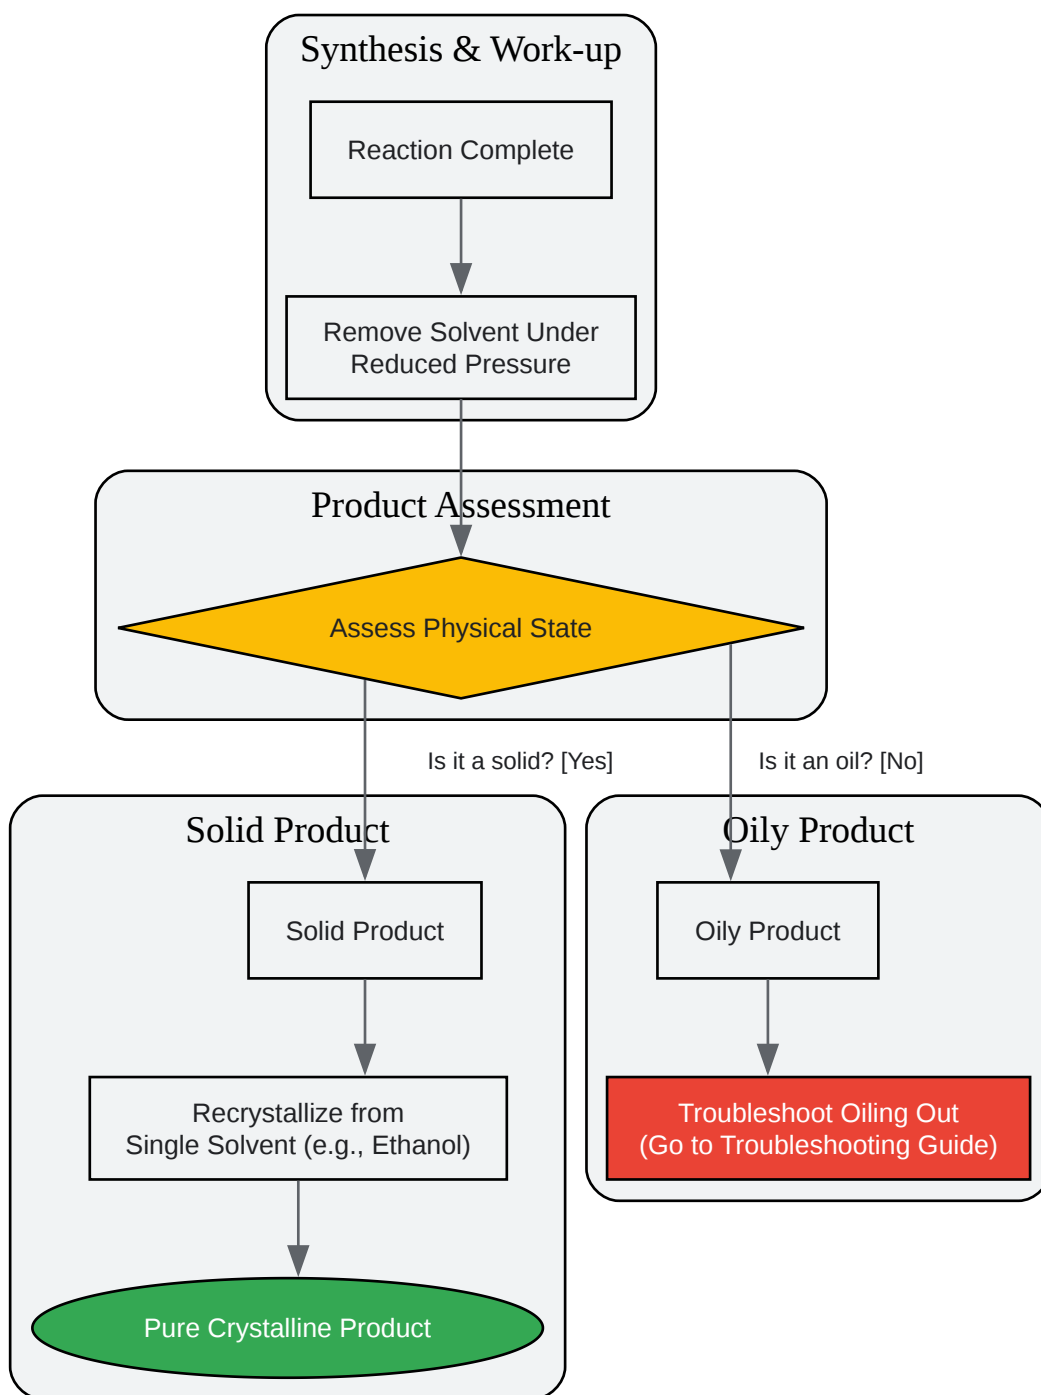 Synthesis & Work-up
Reaction Complete
Remove Solvent Under
Reduced Pressure
Product Assessment
Assess Physical State
Is it a solid? [Yes]
Is it an oil? [No]
Solid Product
Oily Product
Solid Product
Oily Product
Recrystallize from
Single Solvent (e.g., Ethanol)
Troubleshoot Oiling Out
(Go to Troubleshooting Guide)
Pure Crystalline Product